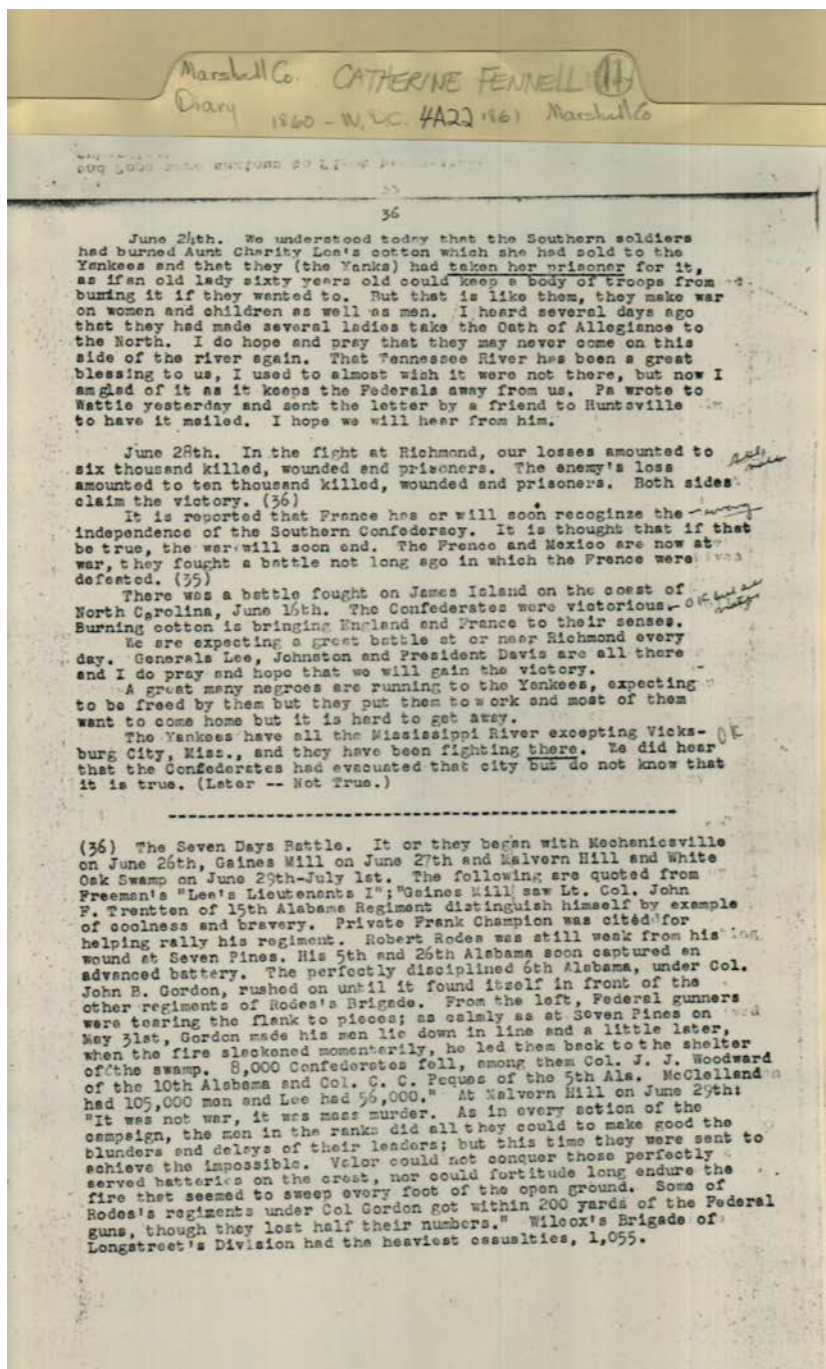 Marshall Co. CATHERINE FENNELL 11
Diary 1860 - 4A22 1861 Marshall Co
36
June 24th. We understood today that the Southern soldiers
had burned Aunt Charity Lea's cotton which she had sold to the
Yankees and that they (the Yanks) had taken her prisoner for it,
as ifan old lady sixty years old could keep a body of troops from
burning it if they wanted to. But that is like them, they make war
on women and children as well as men. I heard several days ago
that they had made several ladies take the Oath of Allegiance to
the North. I do hope and pray that they may never come on this
side of the river again. That Tennessee River has been a great
blessing to us, I used to almost wish it were not there, but now I
amglad of it as it keeps the Federals away from us. Pa wrote to
Wattie yesterday and sent the letter by a friend to Huntsville
to have it mailed. I hope we will hear from him.
June 28th. In the fight at Richmond, our losses amounted to
six thousand killed, wounded and prisoners. The enemy's loss
amounted to ten thousand killed, wounded and prisoners. Both sides
claim the victory. (36)
It is reported that France has or will soon recoginze the
independence of the Southern Confederacy. It is thought that if that
be true, the war will soon end. The Frence and Mexico are now at
war, they fought a battle not long ago in which the Frence were
defeated. (35)
There was a battle fought on James Island on the coast of
North Carolina, June 16th. The Confederates were victorious. OK
Burning cotton is bringing England and France to their senses.
We are expecting a great battle at or near Richmond every
day. Generals Lee, Johnston and President Davis are all there
and I do pray and hope that we will gain the victory.
A great many negroes are running to the Yankees, expecting
to be freed by them but they put them to work and most of them
want to come home but it is hard to get away.
The Yankees have all the Mississippi River excepting Vicks- OK
burg City, Miss., and they have been fighting there. We did hear
that the Confederates had evacuated that city but do not know that
it is true. (Later -- Not True.)
(36) The Seven Days Battle. It or they began with Mechanicsville
on June 26th, Gaines Mill on June 27th and Malvern Hill and White
Oak Swamp on June 29th-July 1st. The following are quoted from
Freeman's "Lee's Lieutenants I";"Gaines Mill saw Lt. Col. John
F. Trentten of 15th Alabama Regiment distinguish himself by example
of coolness and bravery. Private Frank Champion was cited for
helping rally his regiment. Robert Rodes was still weak from his
wound at Seven Pines. His 5th and 26th Alabama soon captured an
advanced battery. The perfectly disciplined 6th Alabama, under Col.
John B. Gordon, rushed on until it found itself in front of the
other regiments of Rodes's Brigade. From the left, Federal gunners
were tearing the flank to pieces; as calmly as at Seven Pines on
May 31st, Gordon made his men lie down in line and a little later,
when the fire slackened momentarily, he led them back to the shelter
of the swamp. 8,000 Confederates fell, among them Col. J. J. Woodward
of the 10th Alabama and Col. C. C. Peques of the 5th Ala. McClelland
had 105,000 men and Lee had 56,000." At Malvern Hill on June 29th:
"It was not war, it was mass murder. As in every action of the
campaign, the men in the ranks did all they could to make good the
blunders and delays of their leaders; but this time they were sent to
achieve the impossible. Valor could not conquer those perfectly
served batteries on the crest, nor could fortitude long endure the
fire that seemed to sweep every foot of the open ground. Some of
Rodes's regiments under Col Gordon got within 200 yards of the Federal
guns, though they lost half their numbers." Wilcox's Brigade of
Longstreet's Division had the heaviest casualties, 1,055.